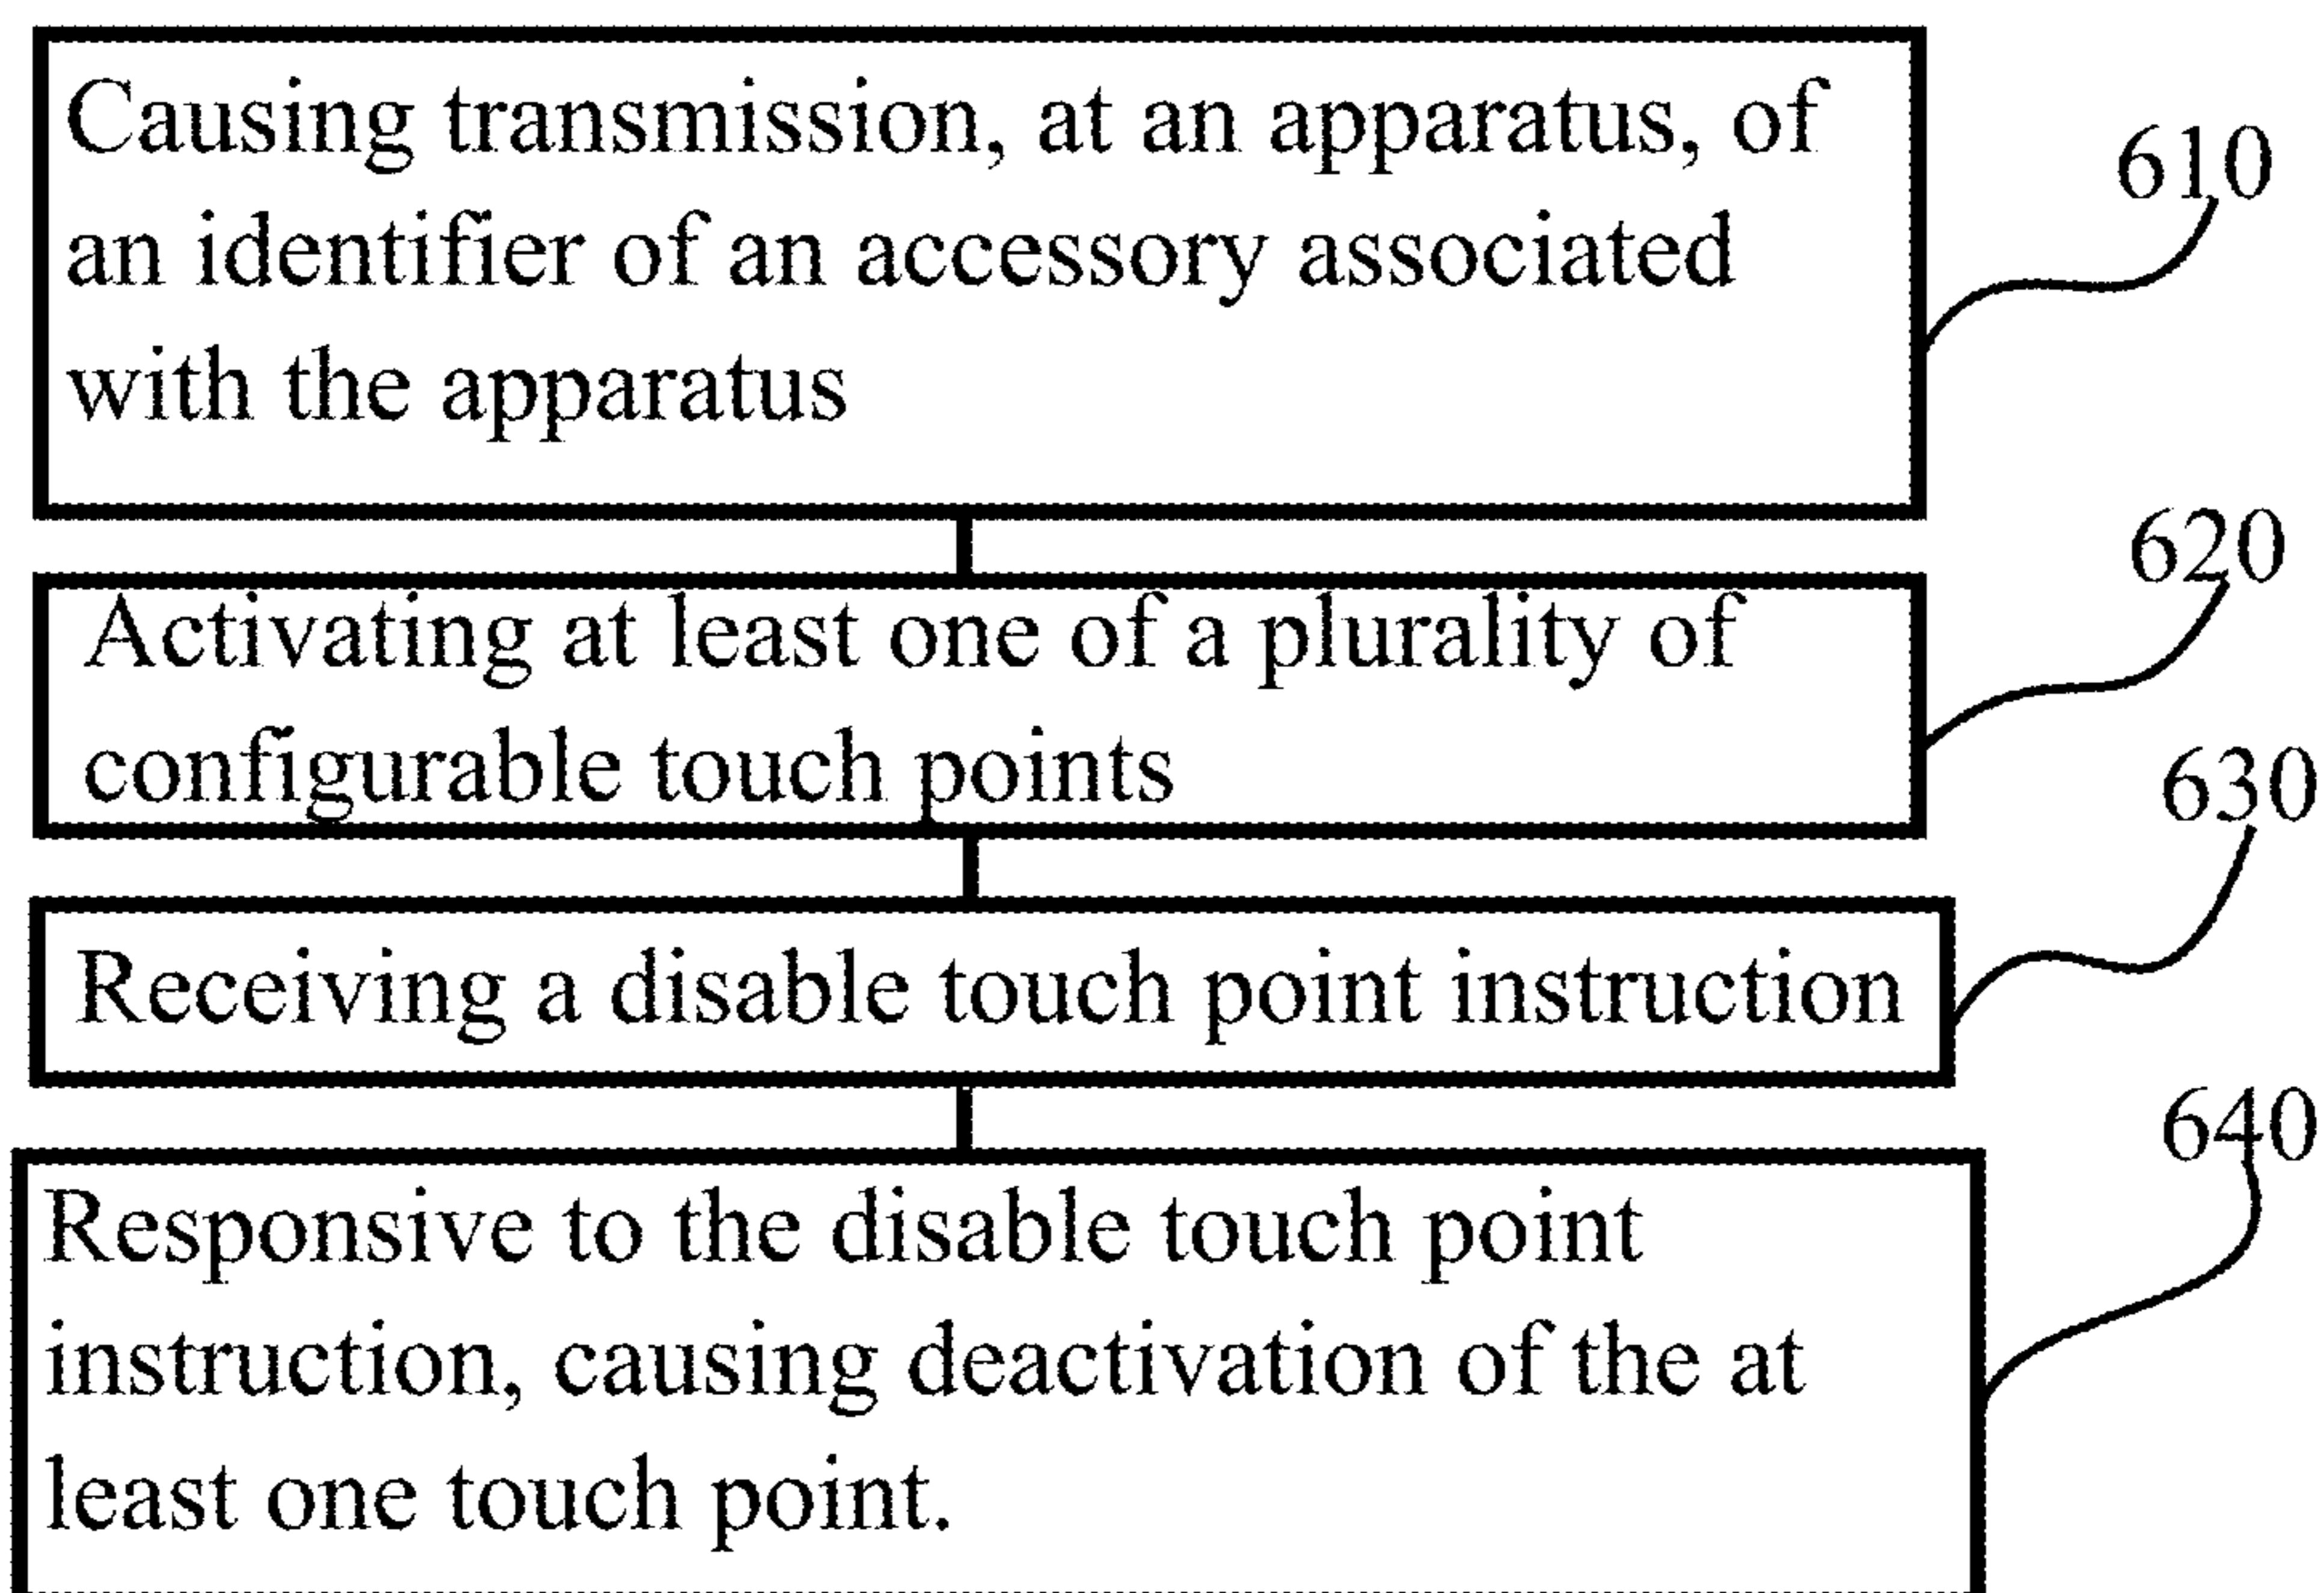 Causing transmission, at an apparatus, of
an identifier of an accessory associated
with the apparatus
610
Activating at least one of a plurality of
configurable touch points
620
Receiving a disable touch point instruction
630
Responsive to the disable touch point
instruction, causing deactivation of the at
least one touch point.
640